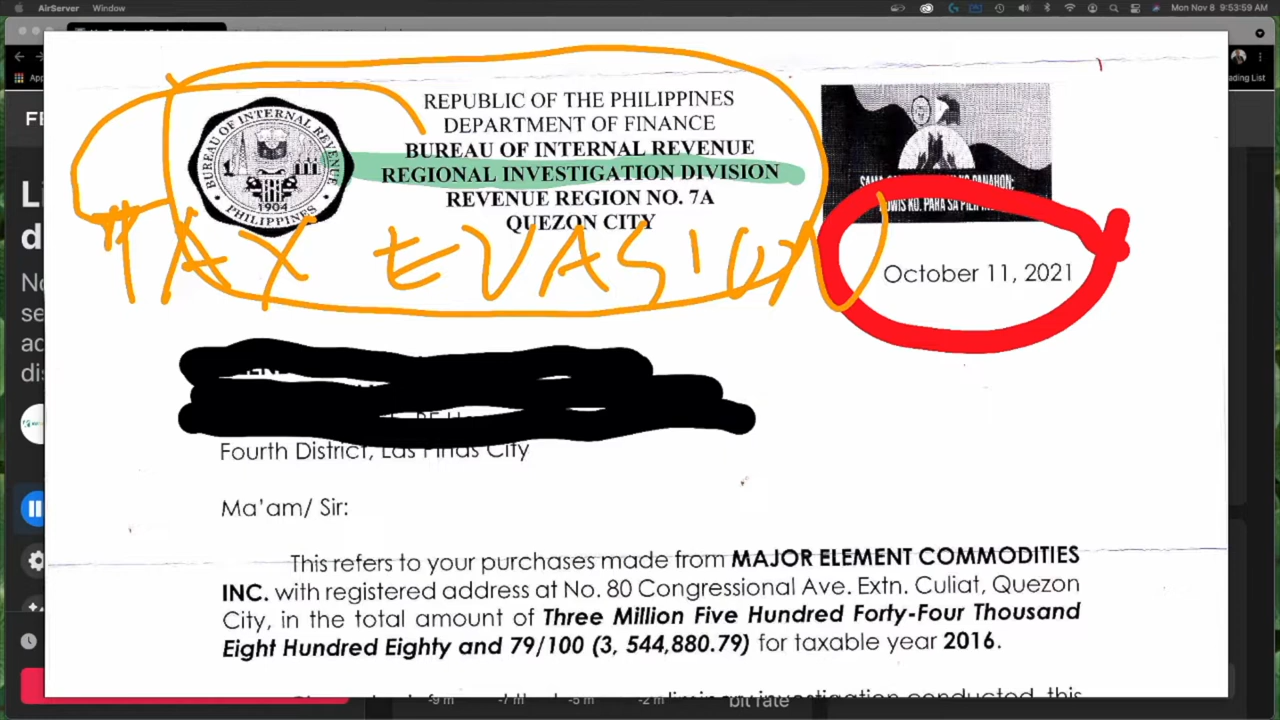 AirServer Window
Mon Nov 8 9:53:59 AM
REPUBLIC OF THE PHILIPPINES
DEPARTMENT OF FINANCE
BUREAU OF INTERNAL REVENUE
REGIONAL INVESTIGATION DIVISION
REVENUE REGION NO. 7A
QUEZON CITY
BUREAU OF INTERNAL REVENUE
1904
PHILIPPINES
TAX EVASION
October 11, 2021
Fourth District, Las Pinas City
Ma'am/ Sir:
This refers to your purchases made from MAJOR ELEMENT COMMODITIES
INC. with registered address at No. 80 Congressional Ave. Extn. Culiat, Quezon
City, in the total amount of Three Million Five Hundred Forty-Four Thousand
Eight Hundred Eighty and 79/100 (3, 544,880.79) for taxable year 2016.
-9 m -7 m -5 m -2 m bit rate